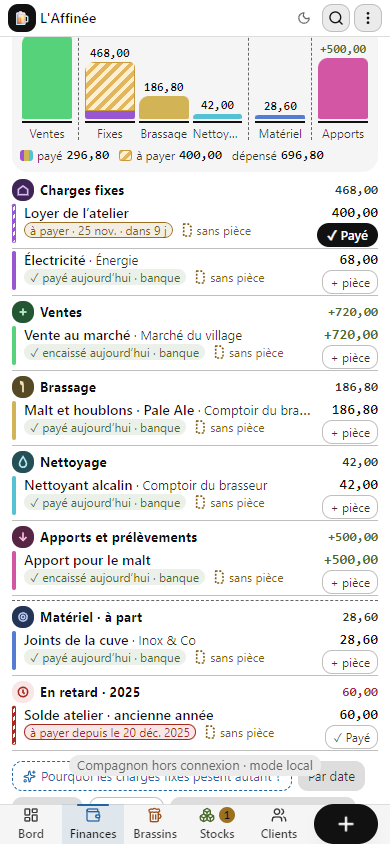 L'Affinée
468,00
186,80
42,00
28,60
+500,00
Ventes
Fixes
Brassage
Nettoy…
Matériel
Apports
payé 296,80 à payer 400,00 dépensé 696,80
Charges fixes 468,00
Loyer de l'atelier 400,00
à payer · 25 nov. · dans 9 j sans pièce ✓ Payé
Électricité · Énergie 68,00
✓ payé aujourd'hui · banque sans pièce + pièce
Ventes +720,00
Vente au marché · Marché du village +720,00
✓ encaissé aujourd'hui · banque sans pièce + pièce
Brassage 186,80
Malt et houblons · Pale Ale · Comptoir du bra… 186,80
✓ payé aujourd'hui · banque sans pièce + pièce
Nettoyage 42,00
Nettoyant alcalin · Comptoir du brasseur 42,00
✓ payé aujourd'hui · banque sans pièce + pièce
Apports et prélèvements +500,00
Apport pour le malt +500,00
✓ encaissé aujourd'hui · banque sans pièce + pièce
Matériel · à part 28,60
Joints de la cuve · Inox & Co 28,60
✓ payé aujourd'hui · banque sans pièce + pièce
En retard · 2025 60,00
Solde atelier · ancienne année 60,00
à payer depuis le 20 déc. 2025 sans pièce ✓ Payé
Compagnon hors connexion · mode local
Pourquoi les charges fixes pèsent autant ? Par date
Bord
Finances
Brassins
Stocks 1
Clients
+